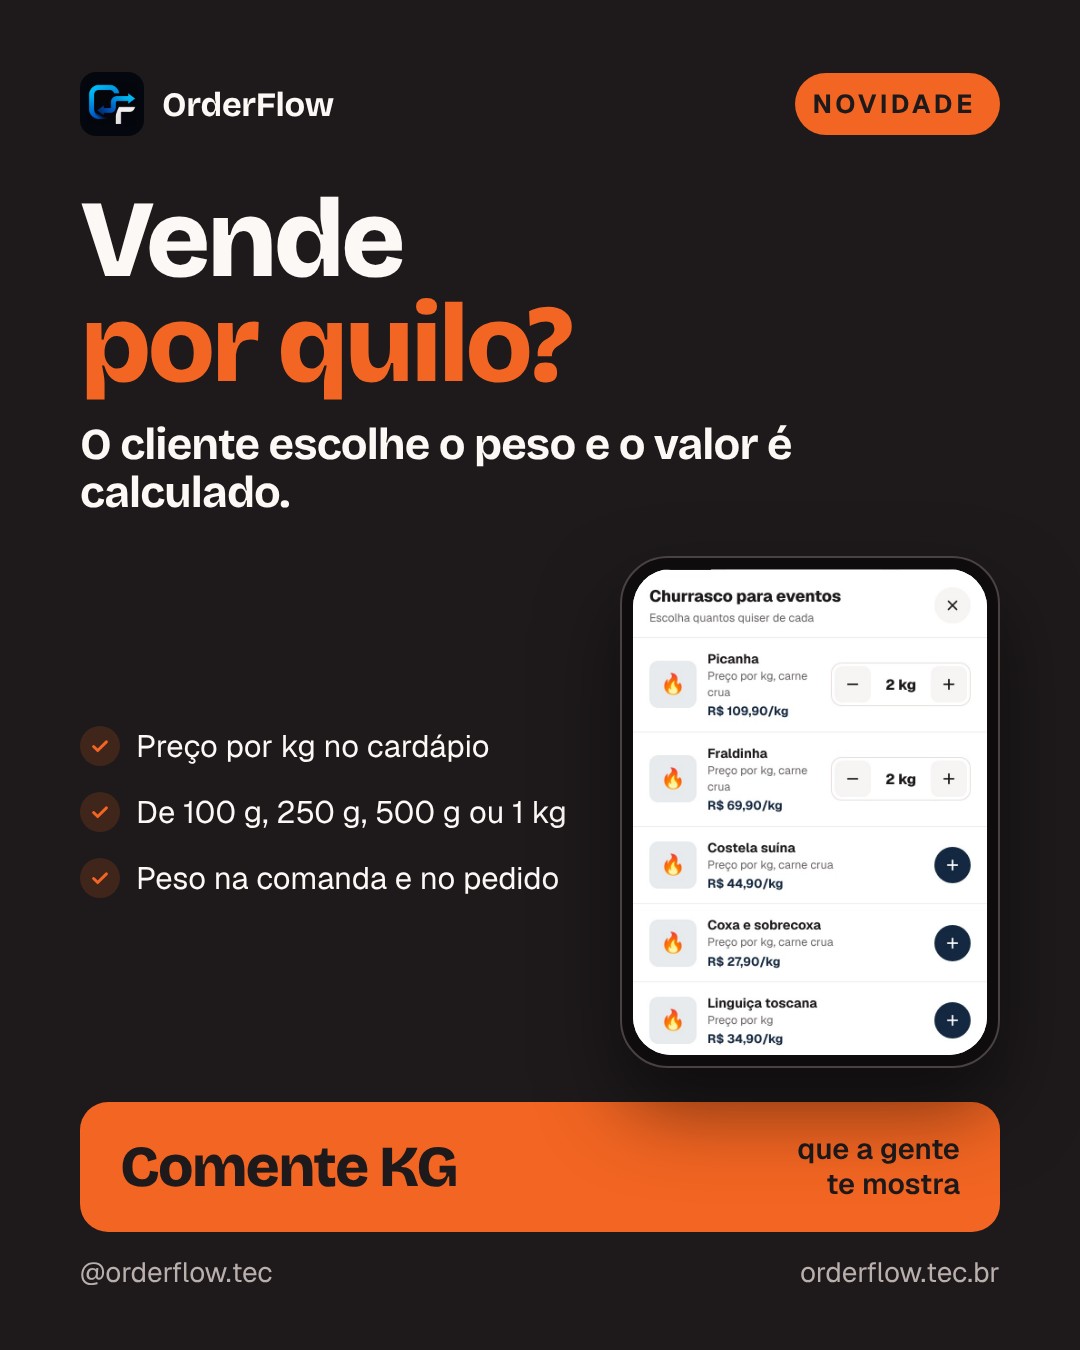 OrderFlow
NOVIDADE
Vende
por quilo?
O cliente escolhe o peso e o valor é
calculado.
Preço por kg no cardápio
De 100 g, 250 g, 500 g ou 1 kg
Peso na comanda e no pedido
Churrasco para eventos
Escolha quantos quiser de cada
Picanha
Preço por kg, carne
crua
R$ 109,90/kg
2 kg
Fraldinha
Preço por kg, carne
crua
R$ 69,90/kg
2 kg
Costela suína
Preço por kg, carne crua
R$ 44,90/kg
Coxa e sobrecoxa
Preço por kg, carne crua
R$ 27,90/kg
Linguiça toscana
Preço por kg
R$ 34,90/kg
Comente KG
que a gente
te mostra
@orderflow.tec
orderflow.tec.br